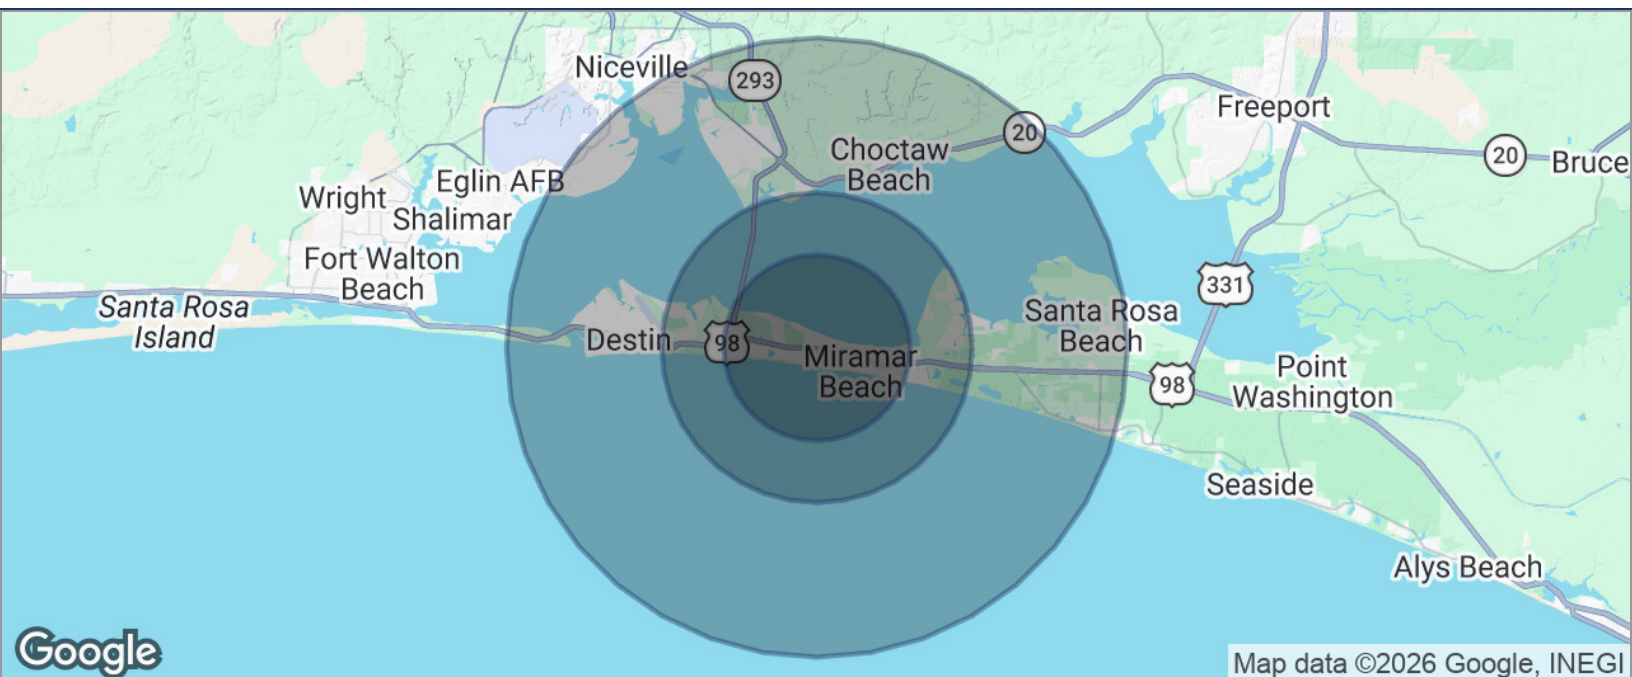 Niceville
293
Freeport
20
Choctaw
Beach
20
Bruce
Eglin AFB
Wright
Shalimar
Fort Walton
Beach
331
Santa Rosa
Island
Santa Rosa
Beach
Destin
98
Miramar
Beach
98
Point
Washington
Seaside
Alys Beach
Google
Map data ©2026 Google, INEGI